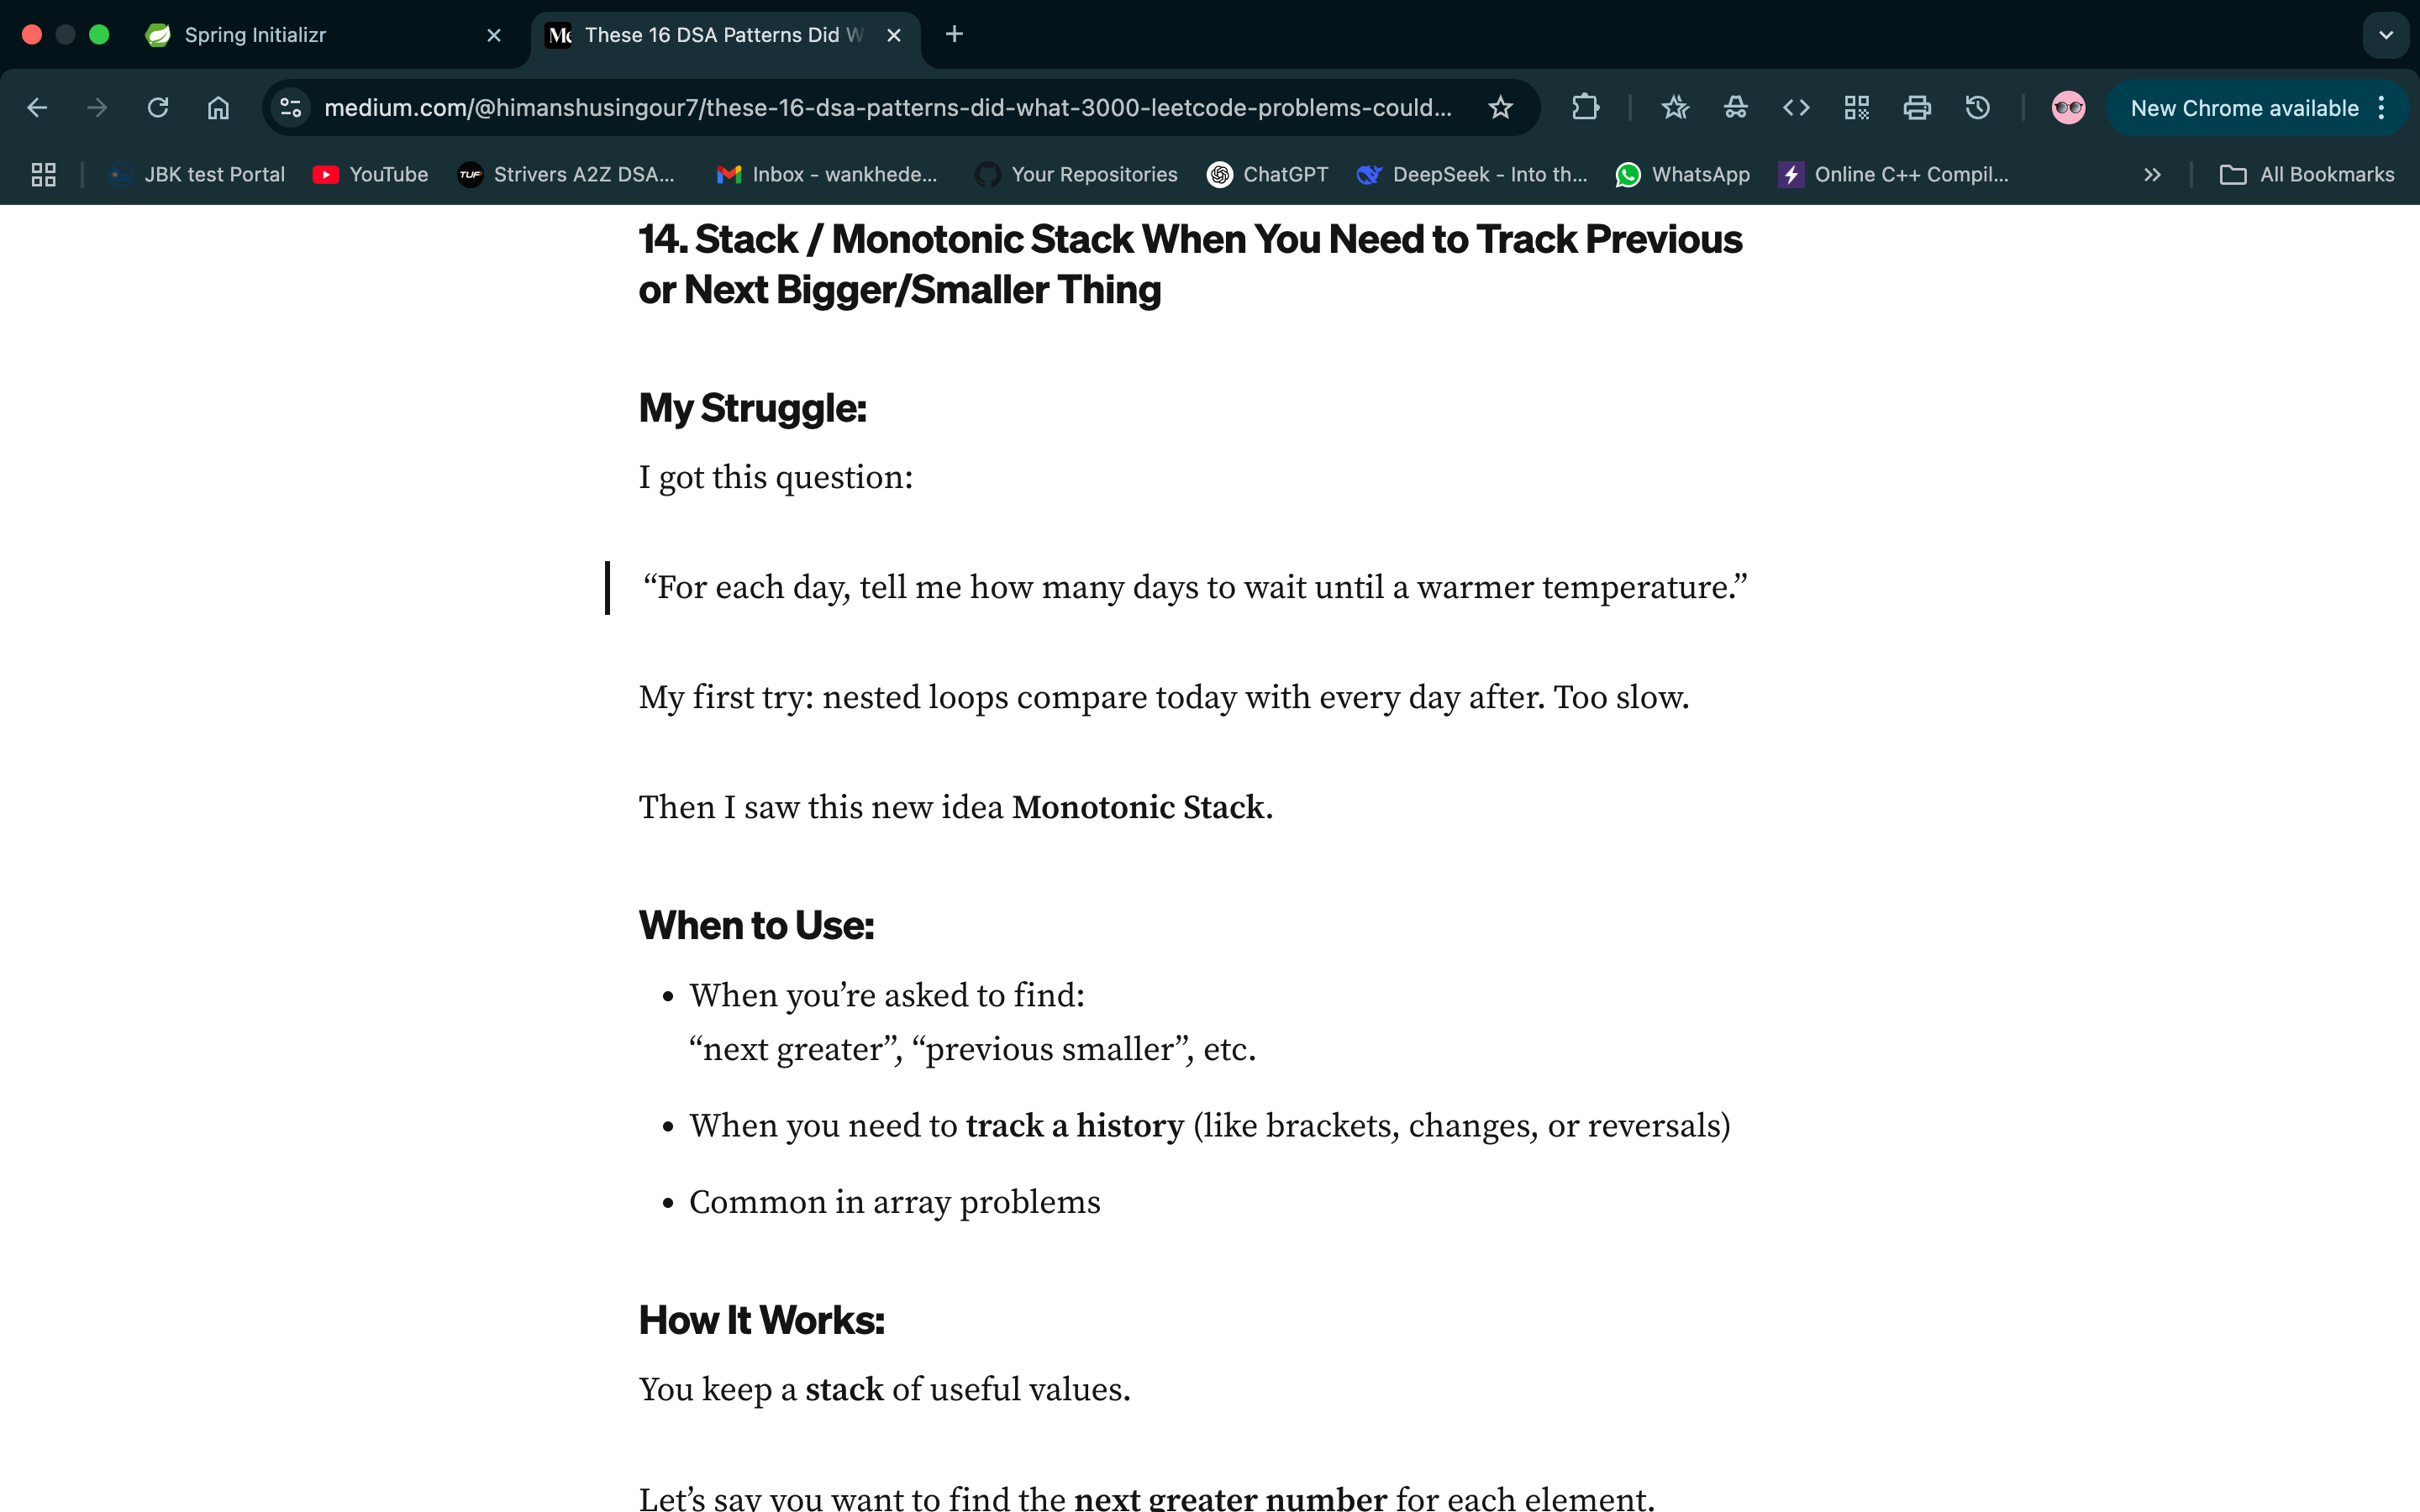 Spring Initializr
Me These 16 DSA Patterns Did W
medium.com/@himanshusingour7/these-16-dsa-patterns-did-what-3000-leetcode-problems-could...
New Chrome available
JBK test Portal
YouTube
TUF Strivers A2Z DSA...
Inbox - wankhede...
Your Repositories
ChatGPT
DeepSeek - Into th...
WhatsApp
Online C++ Compil...
All Bookmarks
14. Stack / Monotonic Stack When You Need to Track Previous
or Next Bigger/Smaller Thing
My Struggle:
I got this question:
“For each day, tell me how many days to wait until a warmer temperature.”
My first try: nested loops compare today with every day after. Too slow.
Then I saw this new idea Monotonic Stack.
When to Use:
• When you’re asked to find:
“next greater”, “previous smaller”, etc.
• When you need to track a history (like brackets, changes, or reversals)
• Common in array problems
How It Works:
You keep a stack of useful values.
Let’s say you want to find the next greater number for each element.